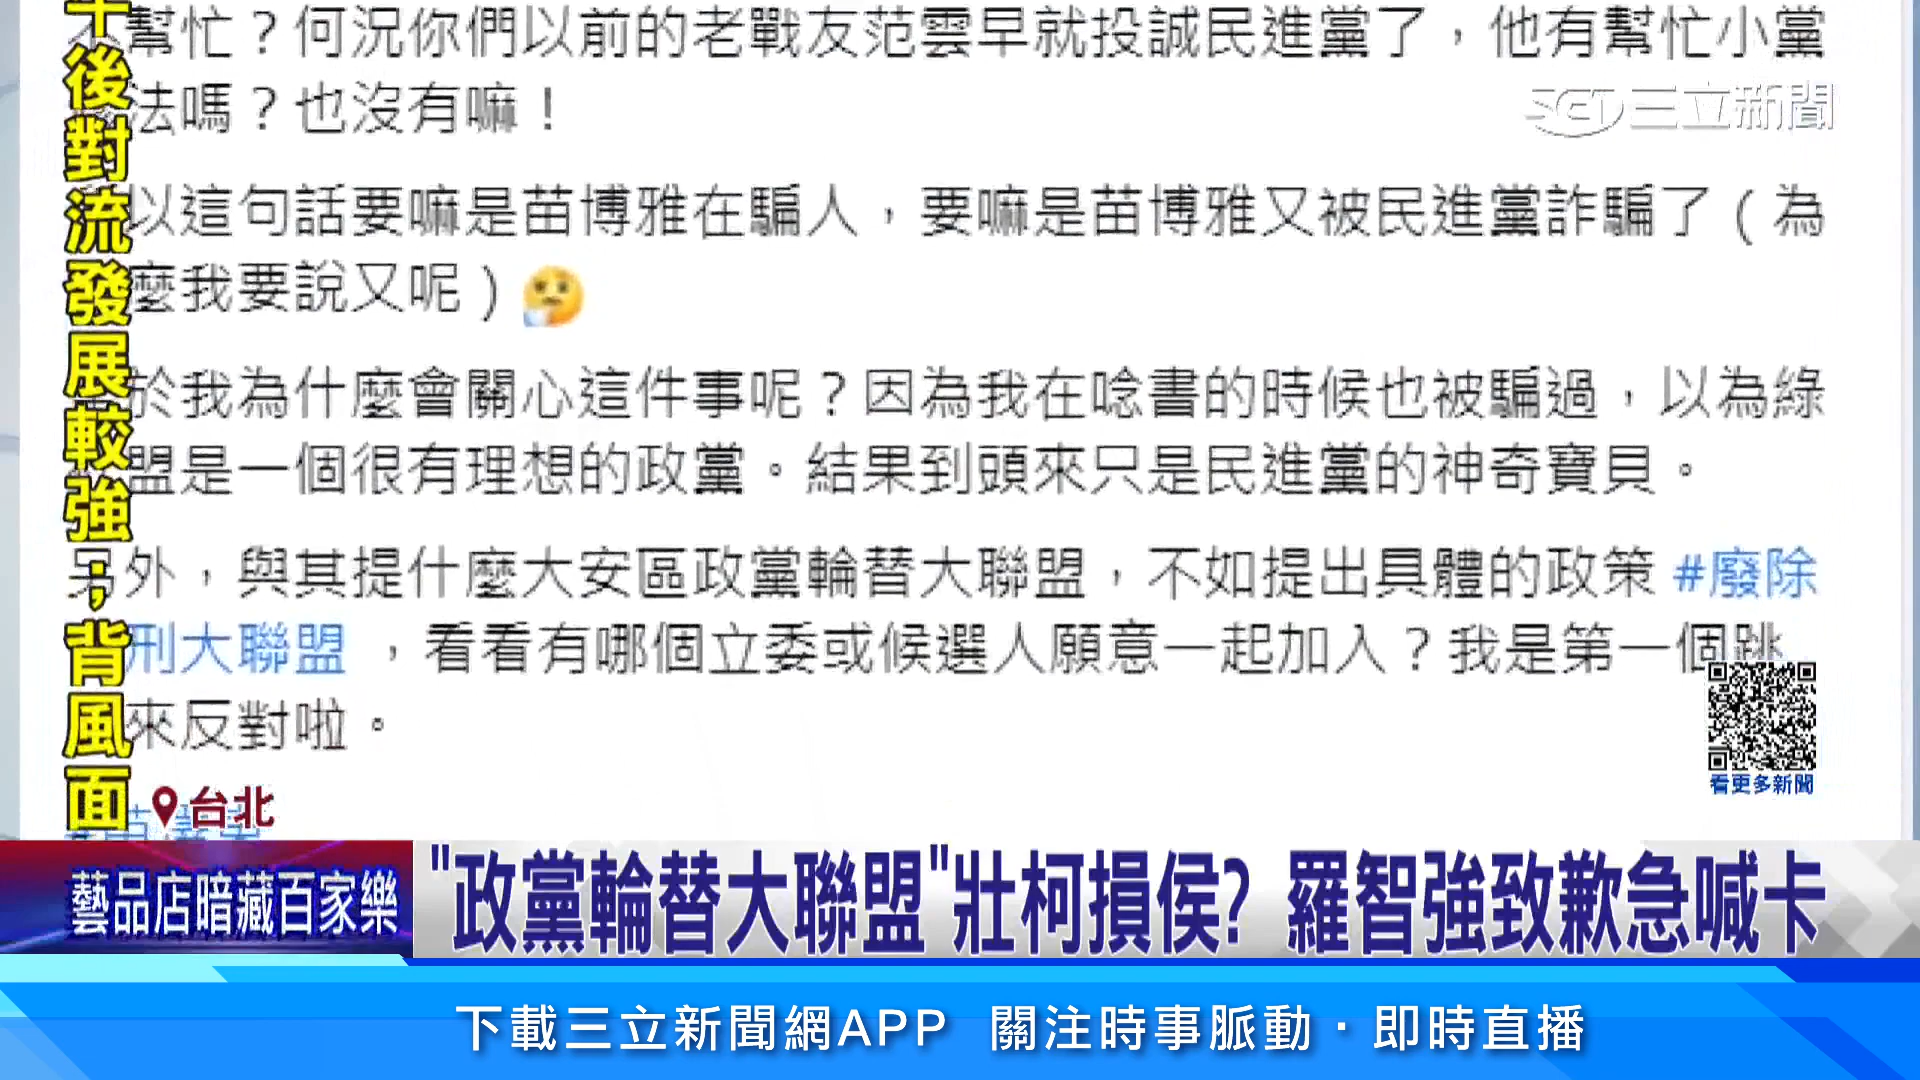 幫忙？何況你們以前的老戰友范雲早就投誠民進黨了，他有幫忙小黨
法嗎？也沒有嘛！
SET三立新聞
以這句話要嘛是苗博雅在騙人，要嘛是苗博雅又被民進黨詐騙了（為
麼我要說又呢）
於我為什麼會關心這件事呢？因為我在唸書的時候也被騙過，以為綠
盟是一個很有理想的政黨。結果到頭來只是民進黨的神奇寶貝。
另外，與其提什麼大安區政黨輪替大聯盟，不如提出具體的政策 #廢除
刑大聯盟 ，看看有哪個立委或候選人願意一起加入？我是第一個跳
來反對啦。
後對流發展較強；背風面
看更多新聞
台北
藝品店暗藏百家樂
"政黨輪替大聯盟"壯柯損侯? 羅智強致歉急喊卡
下載三立新聞網APP 關注時事脈動．即時直播